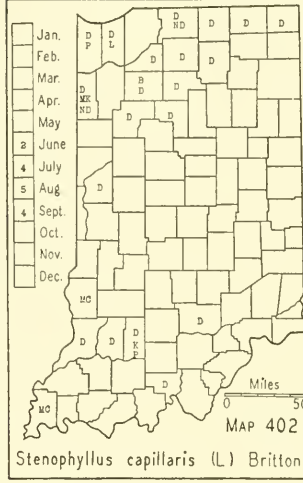 Jan.
Feb.
Mar.
Apr.
May
2 June
4 July
5 Aug
4 Sept.
Oct.
Nov.
Dec.
D P
D L
D ND
D
D
D
D
D
D
D MK ND
B D
D
D
D
D
MC
D
D
D
D K P
D
MC
Miles
0 50
MAP 402
Stenophyllus capillaris (L) Britton